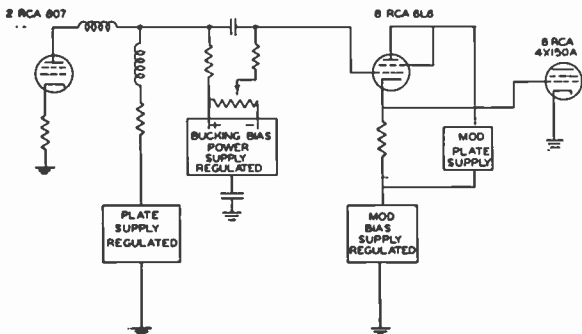 2 RCA 807
8 RCA 6L6
6 RCA
4X150A
+ −
BUCKING BIAS
POWER
SUPPLY
REGULATED
MOD
PLATE
SUPPLY
PLATE
SUPPLY
REGULATED
MOD
BIAS
SUPPLY
REGULATED